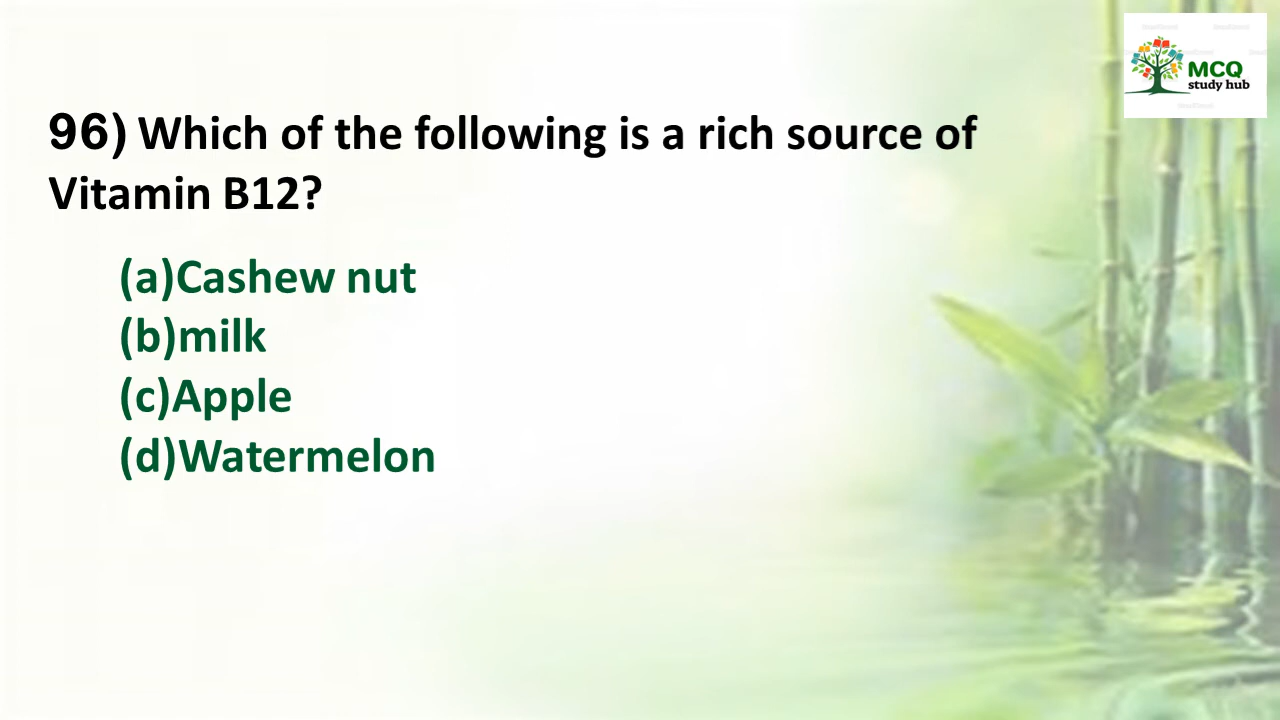 MCQ
study hub
96) Which of the following is a rich source of
Vitamin B12?
(a)Cashew nut
(b)milk
(c)Apple
(d)Watermelon